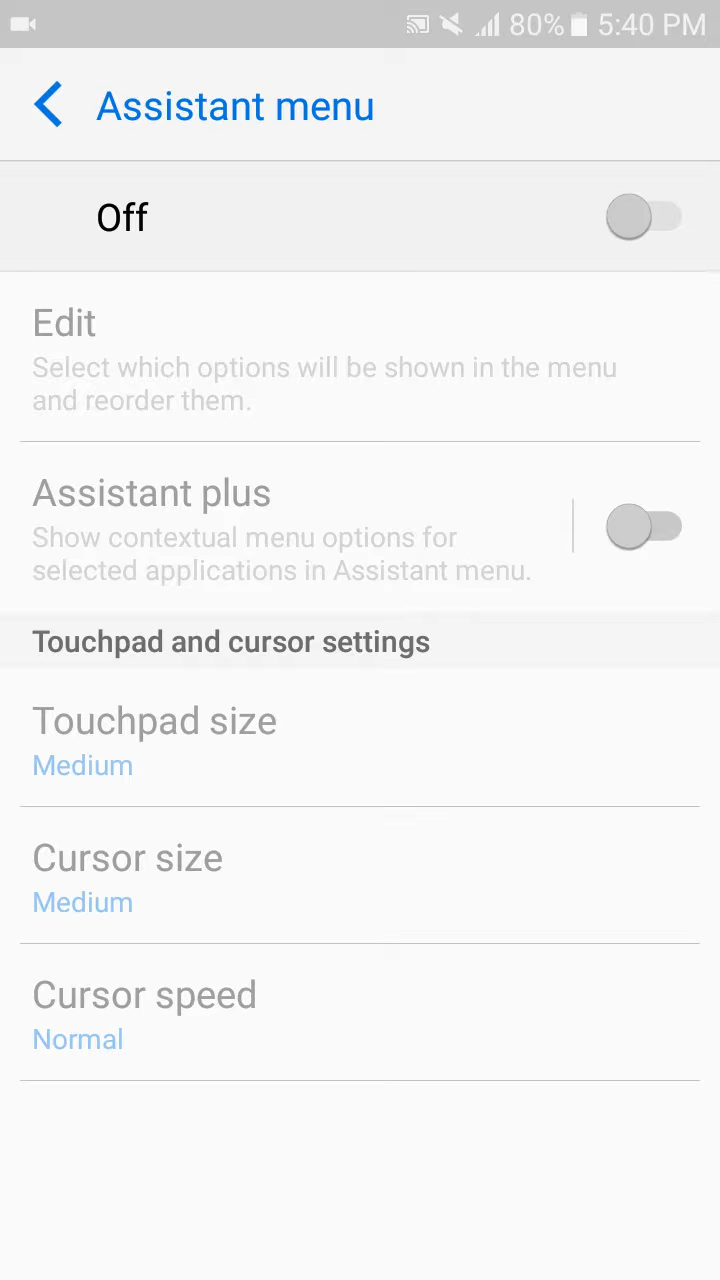 80% 5:40 PM
Assistant menu
Off
Edit
Select which options will be shown in the menu
and reorder them.
Assistant plus
Show contextual menu options for
selected applications in Assistant menu.
Touchpad and cursor settings
Touchpad size
Medium
Cursor size
Medium
Cursor speed
Normal